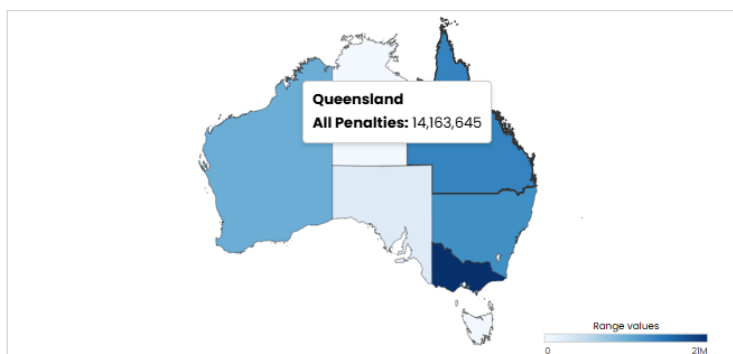 Queensland
All Penalties: 14,163,645
Range values
0 21M